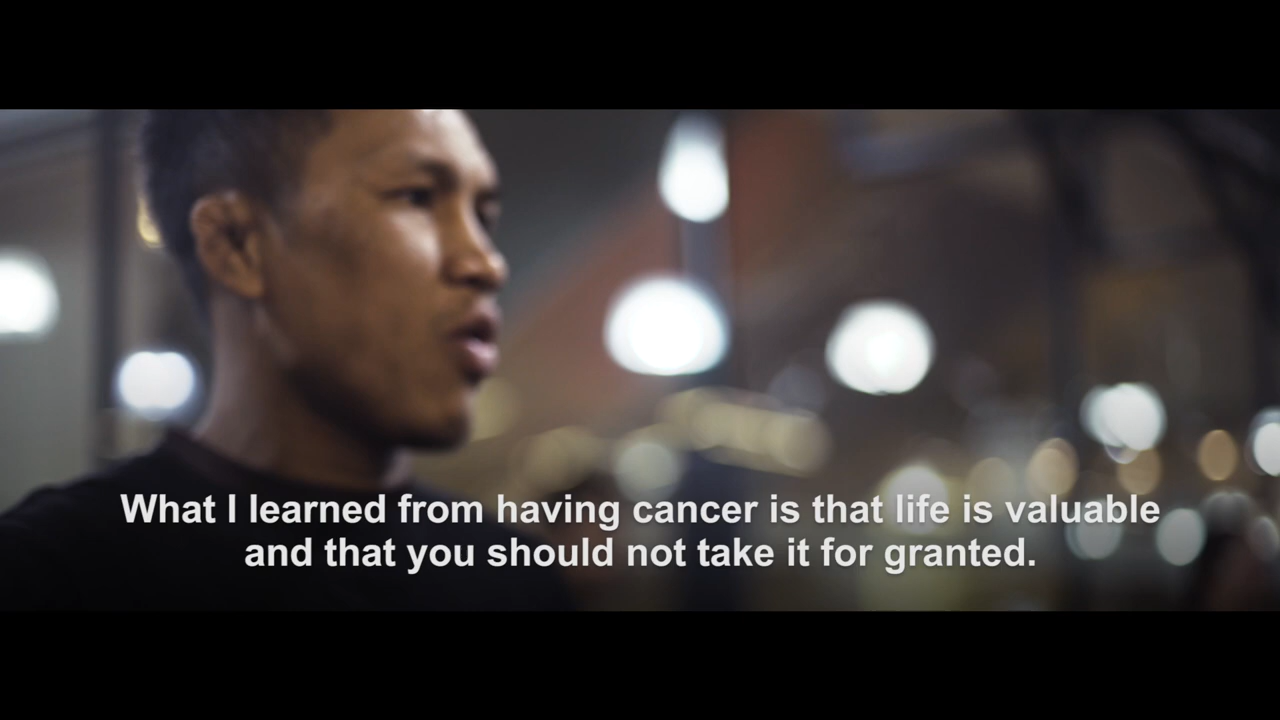 What I learned from having cancer is that life is valuable
and that you should not take it for granted.